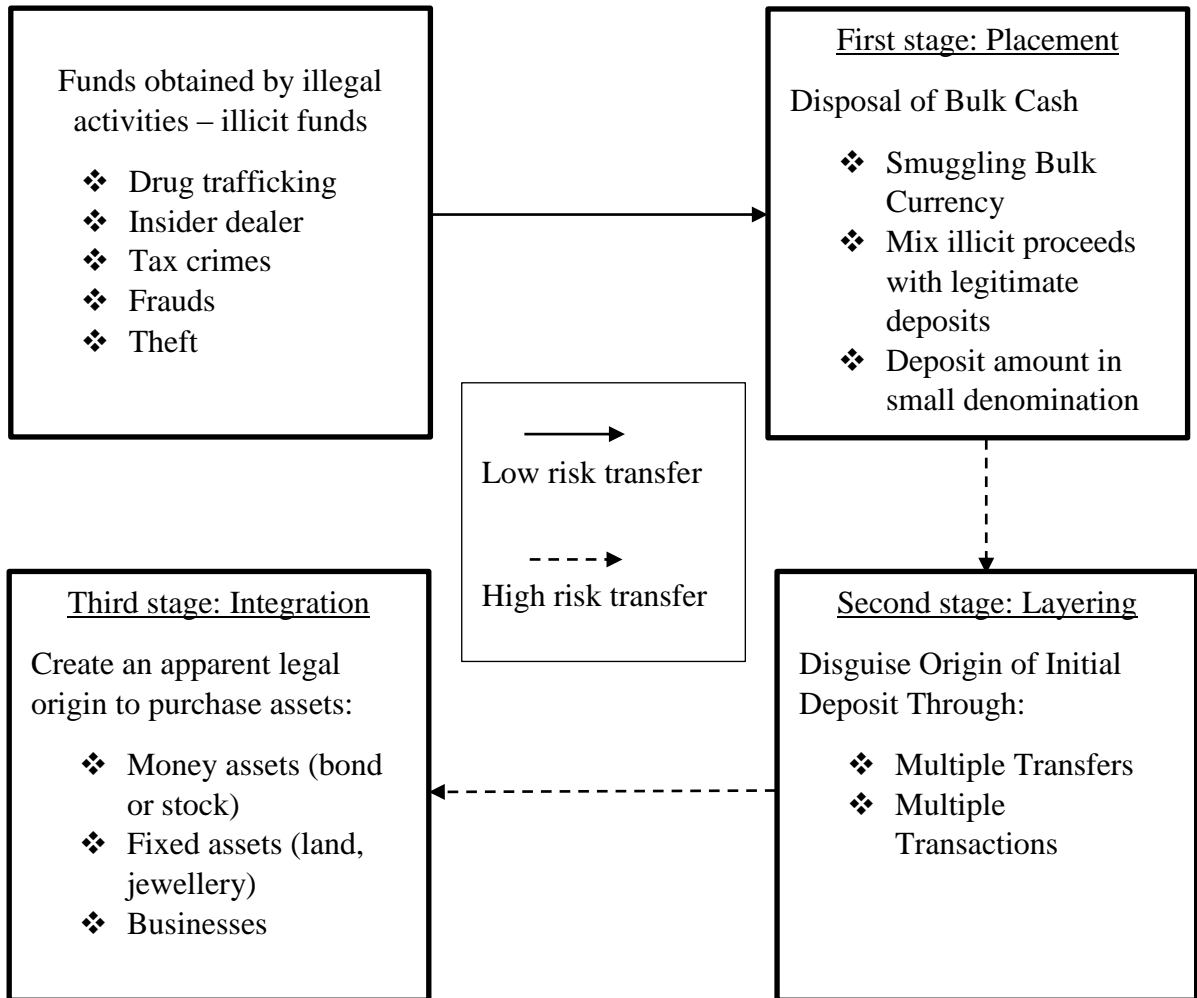 Funds obtained by illegal
activities – illicit funds
❖ Drug trafficking
❖ Insider dealer
❖ Tax crimes
❖ Frauds
❖ Theft
First stage: Placement
Disposal of Bulk Cash
❖ Smuggling Bulk
Currency
❖ Mix illicit proceeds
with legitimate
deposits
❖ Deposit amount in
small denomination
Low risk transfer
High risk transfer
Third stage: Integration
Create an apparent legal
origin to purchase assets:
❖ Money assets (bond
or stock)
❖ Fixed assets (land,
jewellery)
❖ Businesses
Second stage: Layering
Disguise Origin of Initial
Deposit Through:
❖ Multiple Transfers
❖ Multiple
Transactions